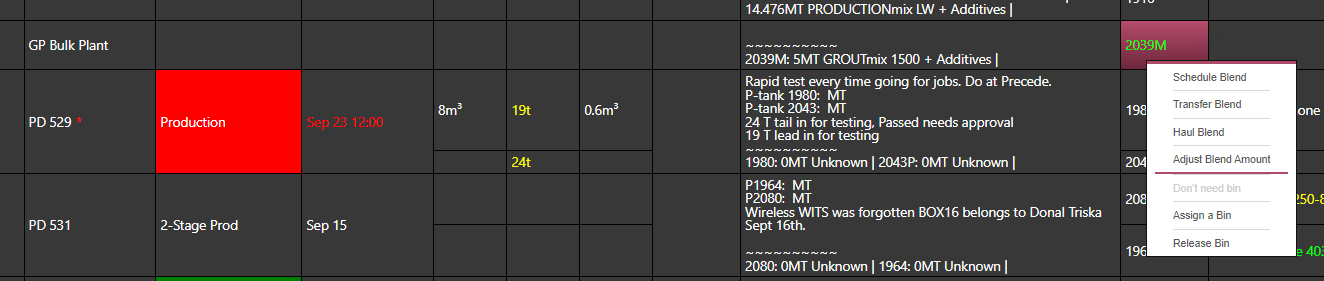 14.476MT PRODUCTIONmix LW + Additives |
GP Bulk Plant
~~~~~~~~~~
2039M: 5MT GROUTmix 1500 + Additives |
2039M
PD 529 *
Production
Sep 23 12:00
8m³
19t
0.6m³
24t
Rapid test every time going for jobs. Do at Precede.
P-tank 1980:  MT
P-tank 2043:  MT
24 T tail in for testing, Passed needs approval
19 T lead in for testing
~~~~~~~~~~
1980: 0MT Unknown | 2043P: 0MT Unknown |
198
one
204
PD 531
2-Stage Prod
Sep 15
P1964:  MT
P2080:  MT
Wireless WITS was forgotten BOX16 belongs to Donal Triska
Sept 16th.
~~~~~~~~~~
2080: 0MT Unknown | 1964: 0MT Unknown |
208
250-8
196
e 403
Schedule Blend
Transfer Blend
Haul Blend
Adjust Blend Amount
Don't need bin
Assign a Bin
Release Bin